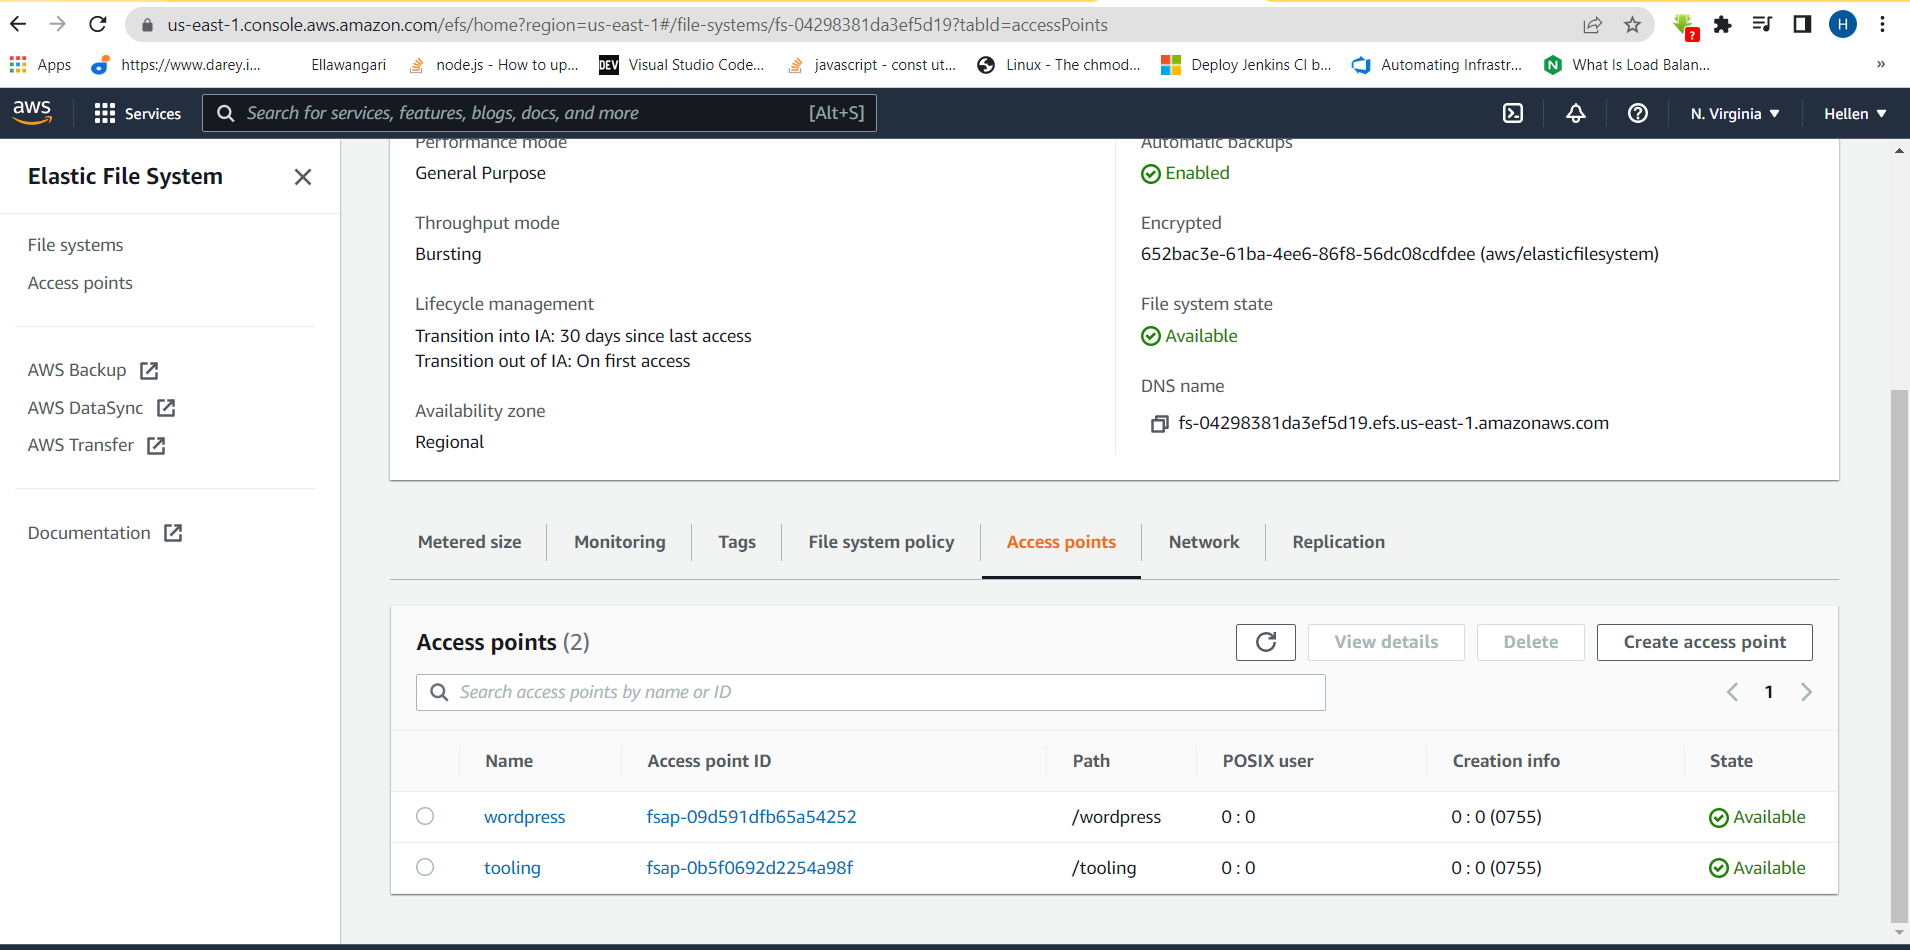 us-east-1.console.aws.amazon.com/efs/home?region=us-east-1#/file-systems/fs-04298381da3ef5d19?tabId=accessPoints
?
H
Apps
https://www.darey.i...
Ellawangari
node.js - How to up...
DEV
Visual Studio Code...
javascript - const ut...
Linux - The chmod...
Deploy Jenkins CI b...
Automating Infrastr...
N
What Is Load Balan...
»
aws
Services
Search for services, features, blogs, docs, and more
[Alt+S]
N. Virginia
Hellen
Elastic File System
File systems
Access points
AWS Backup
AWS DataSync
AWS Transfer
Documentation
Performance mode
General Purpose
Throughput mode
Bursting
Lifecycle management
Transition into IA: 30 days since last access
Transition out of IA: On first access
Availability zone
Regional
Automatic backups
Enabled
Encrypted
652bac3e-61ba-4ee6-86f8-56dc08cdfdee (aws/elasticfilesystem)
File system state
Available
DNS name
fs-04298381da3ef5d19.efs.us-east-1.amazonaws.com
Metered size
Monitoring
Tags
File system policy
Access points
Network
Replication
Access points (2)
View details
Delete
Create access point
Search access points by name or ID
1
Name Access point ID Path POSIX user Creation info State
wordpress fsap-09d591dfb65a54252 /wordpress 0 : 0 0 : 0 (0755) Available
tooling fsap-0b5f0692d2254a98f /tooling 0 : 0 0 : 0 (0755) Available